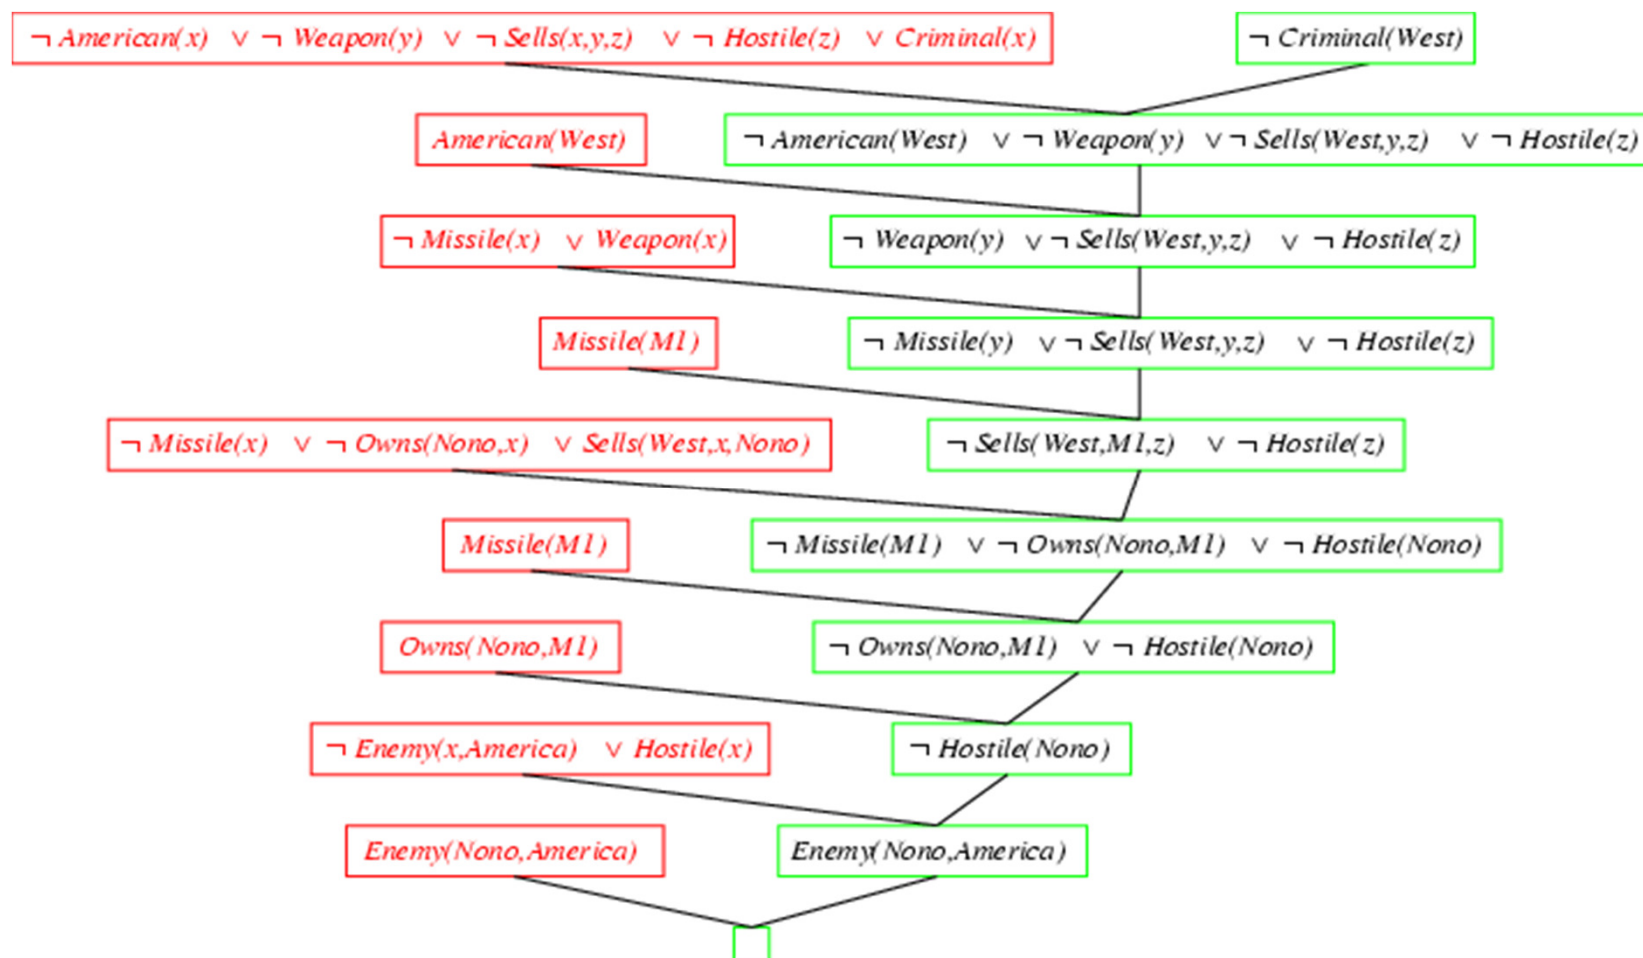 ¬ American(x) ∨ ¬ Weapon(y) ∨ ¬ Sells(x,y,z) ∨ ¬ Hostile(z) ∨ Criminal(x) ¬ Criminal(West)
American(West) ¬ American(West) ∨ ¬ Weapon(y) ∨ ¬ Sells(West,y,z) ∨ ¬ Hostile(z)
¬ Missile(x) ∨ Weapon(x) ¬ Weapon(y) ∨ ¬ Sells(West,y,z) ∨ ¬ Hostile(z)
Missile(M1) ¬ Missile(y) ∨ ¬ Sells(West,y,z) ∨ ¬ Hostile(z)
¬ Missile(x) ∨ ¬ Owns(Nono,x) ∨ Sells(West,x,Nono) ¬ Sells(West,M1,z) ∨ ¬ Hostile(z)
Missile(M1) ¬ Missile(M1) ∨ ¬ Owns(Nono,M1) ∨ ¬ Hostile(Nono)
Owns(Nono,M1) ¬ Owns(Nono,M1) ∨ ¬ Hostile(Nono)
¬ Enemy(x,America) ∨ Hostile(x) ¬ Hostile(Nono)
Enemy(Nono,America) Enemy(Nono,America)